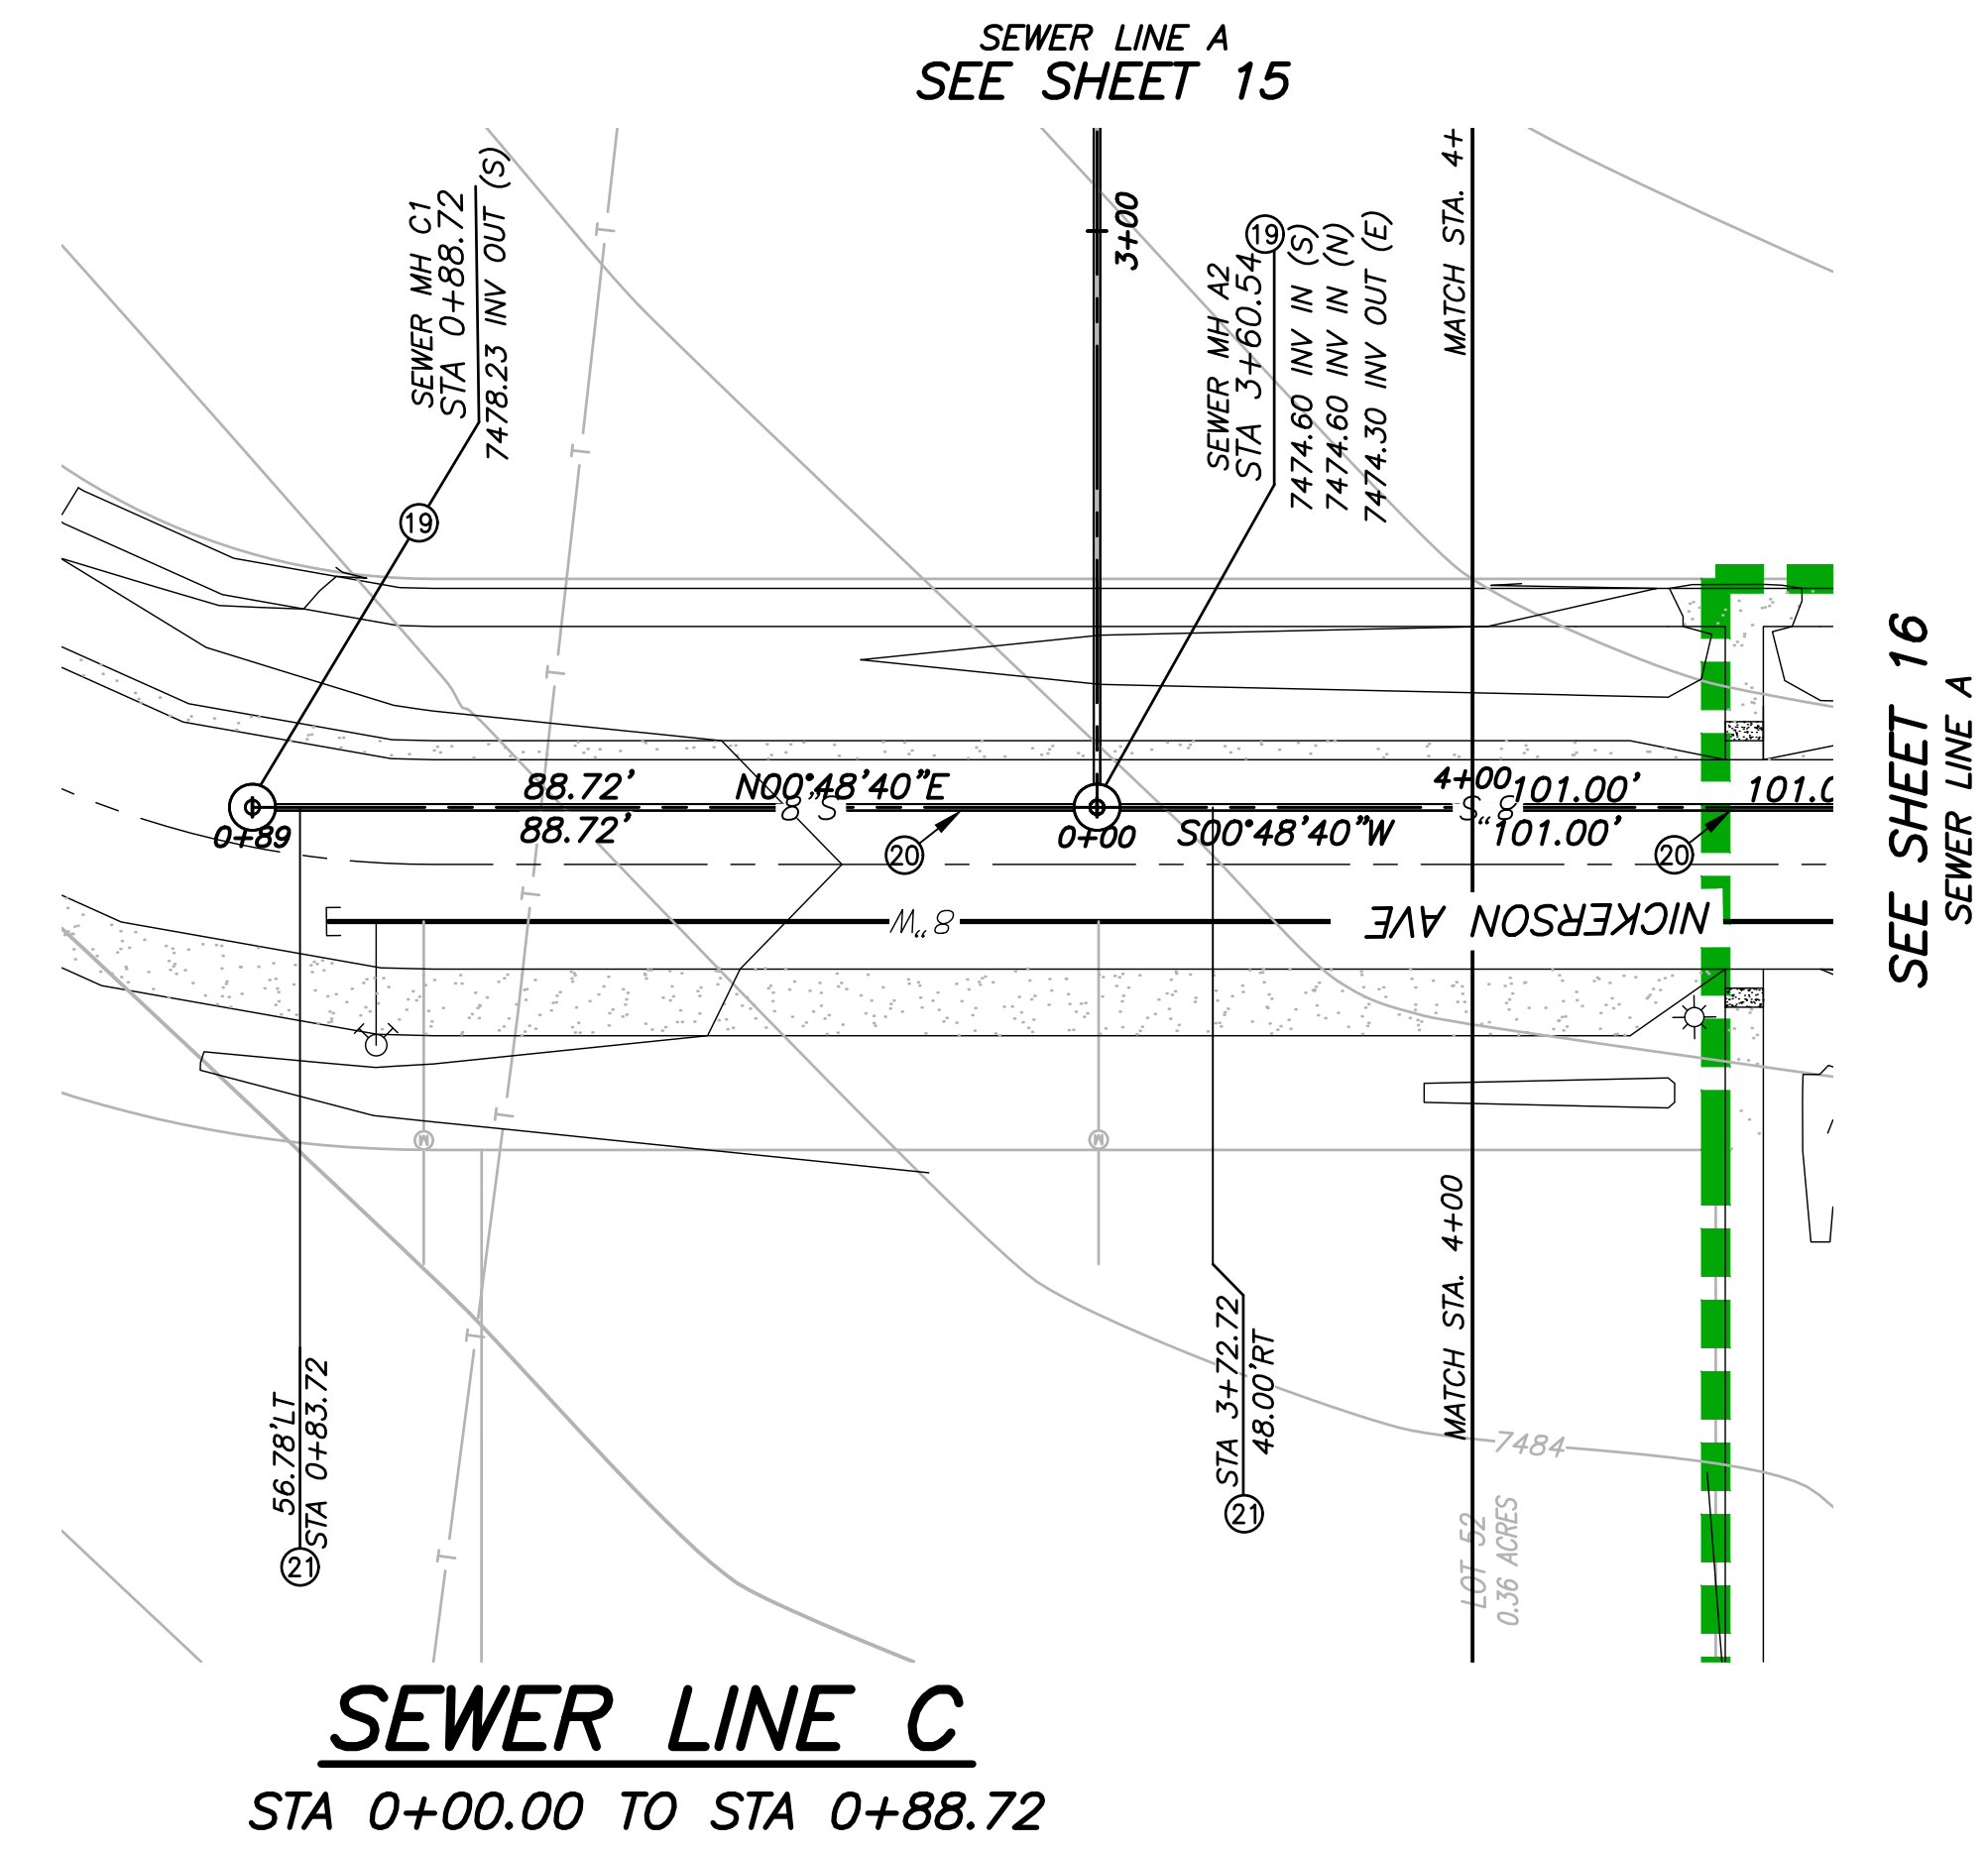 SEWER LINE A
SEE SHEET 15
SEWER MH C1
STA 0+88.72
7478.23 INV OUT (S)
19
3+00
19
SEWER MH A2
STA 3+60.54
7474.60 INV IN (S)
7474.60 INV IN (N)
7474.30 INV OUT (E)
MATCH STA. 4+
T
T
T
T
T
T
T
88.72'
N00°48'40"E
8"S
88.72'
0+89
20
0+00
4+00
8"S
101.00'
101.0
S00°48'40"W
101.00'
20
8"W
NICKERSON AVE
SEE SHEET 16
SEWER LINE A
W
W
MATCH STA. 4+00
56.78'LT
STA 0+83.72
21
STA 3+72.72
48.00'RT
21
7484
LOT 52
0.36 ACRES
SEWER LINE C
STA 0+00.00 TO STA 0+88.72